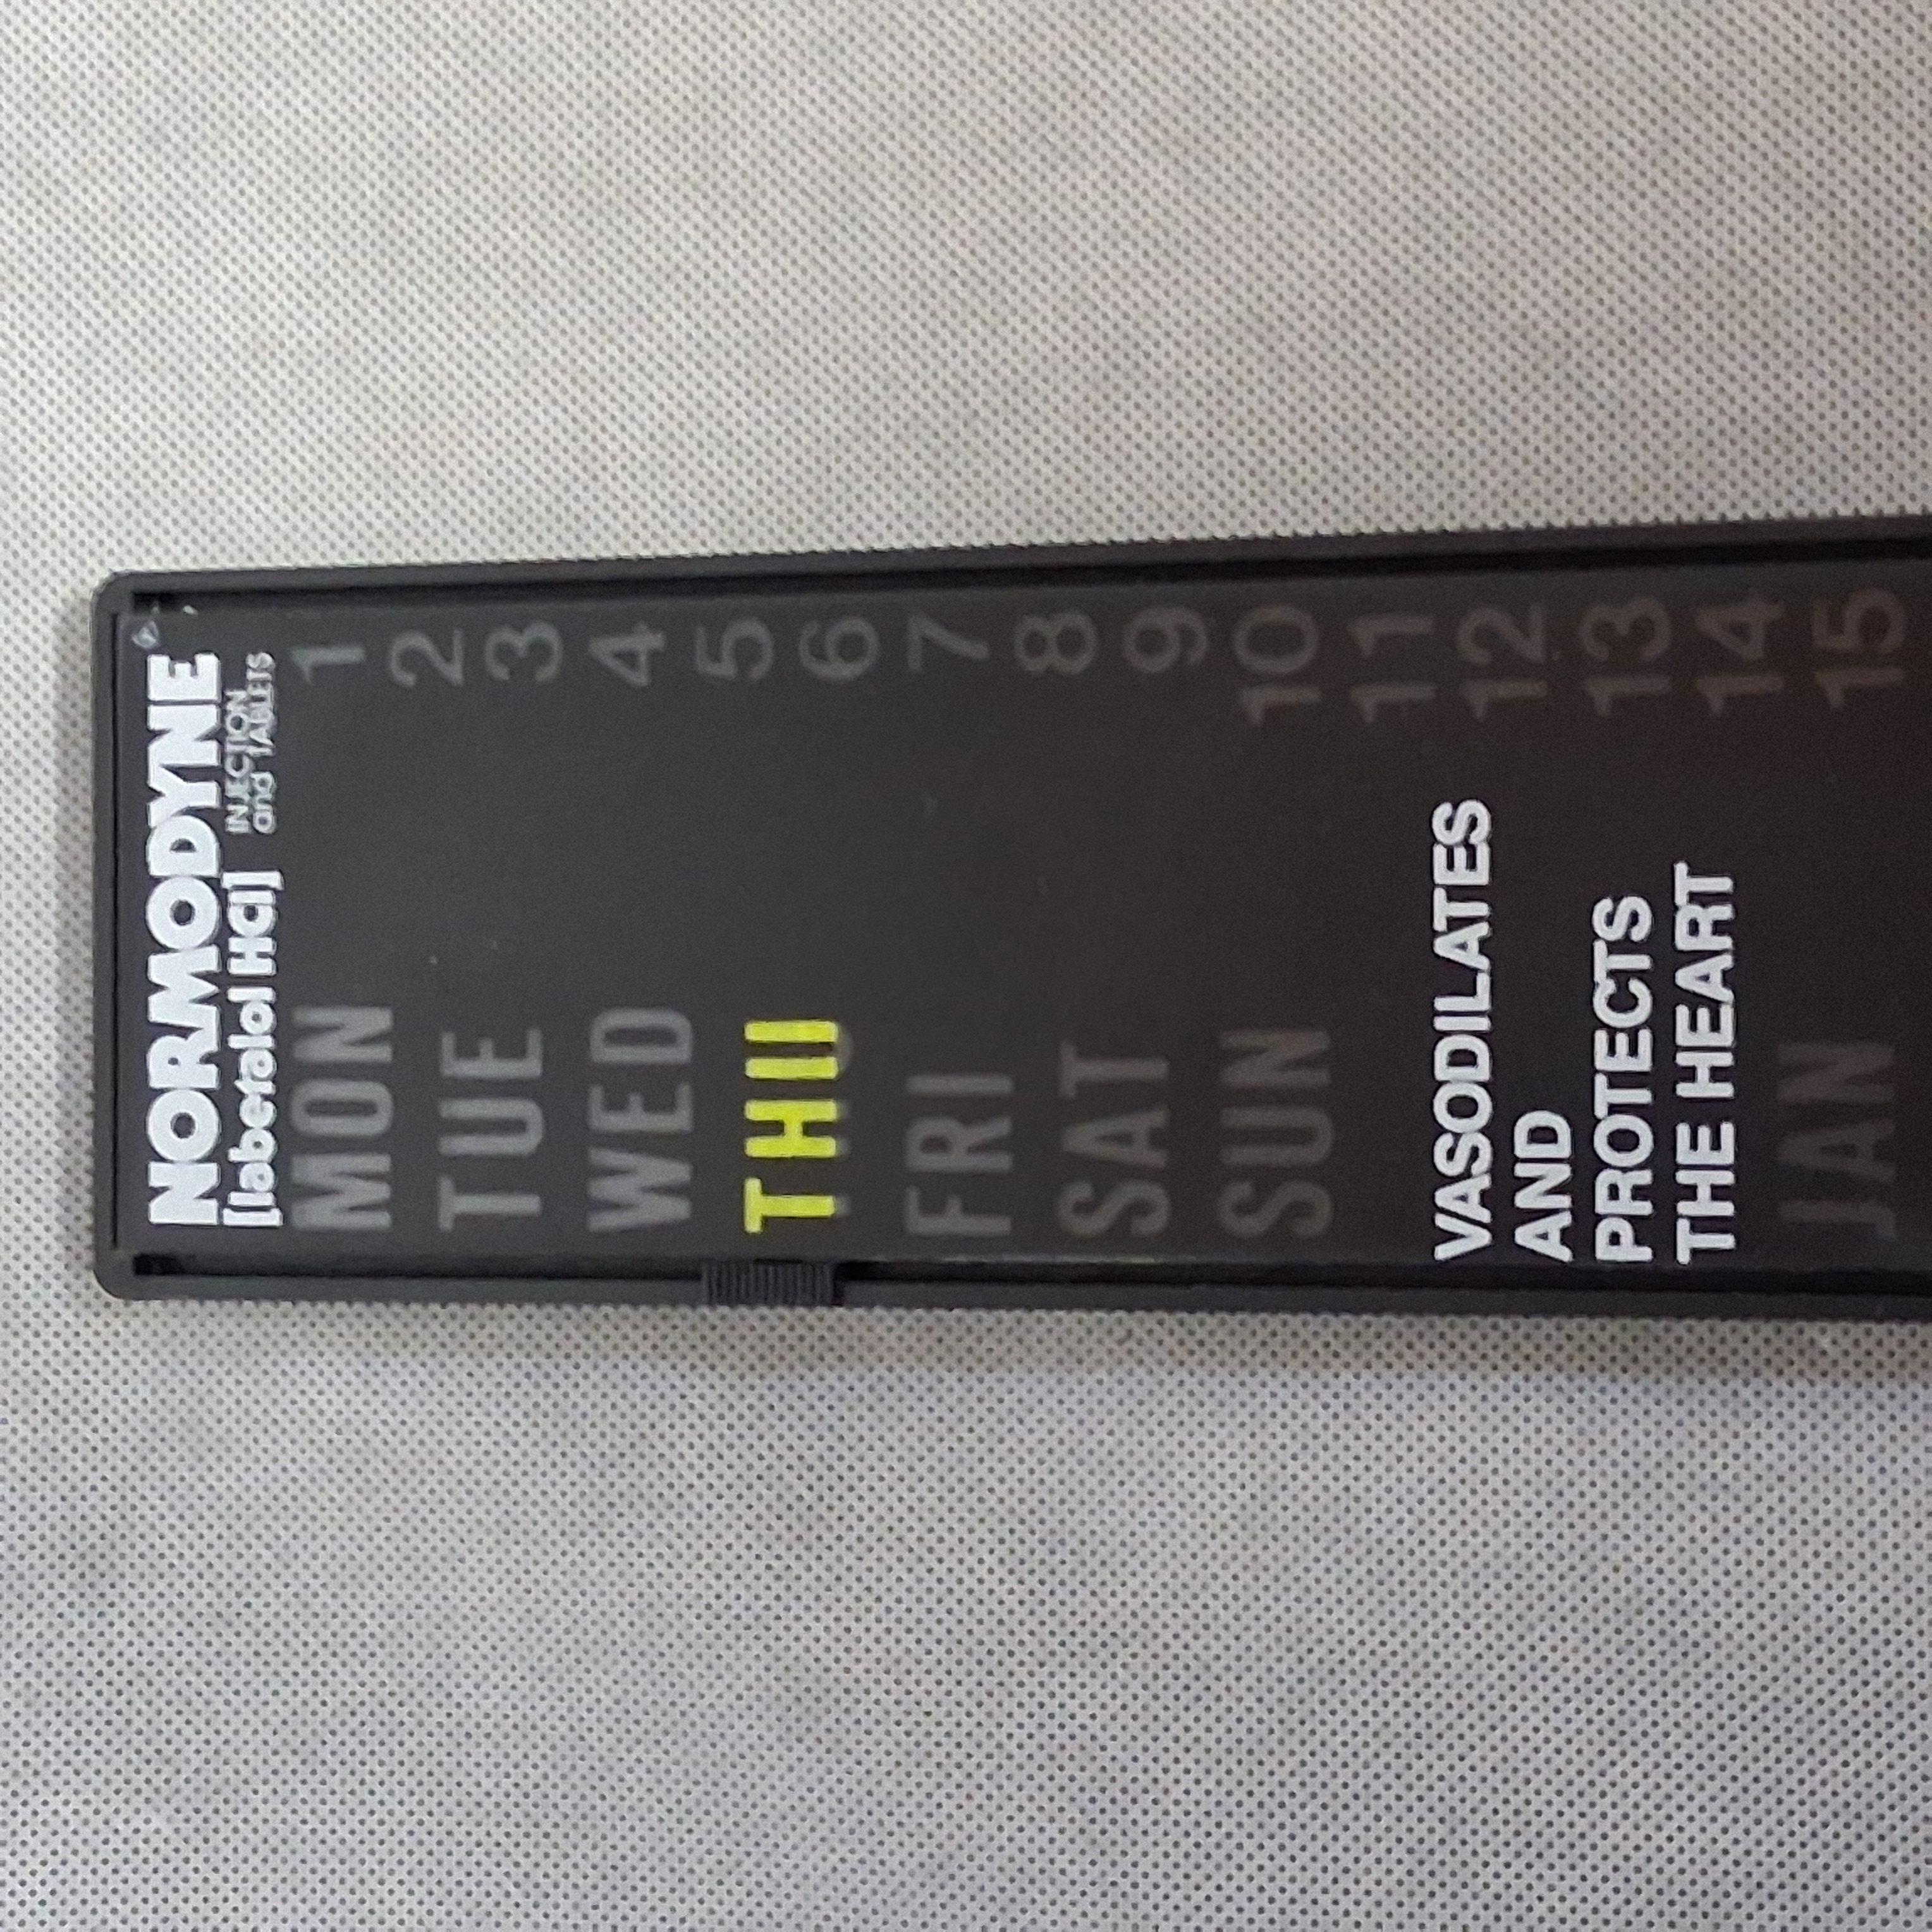 NORMODYNE
[labetalol HCl] INJECTION
and TABLETS
MON 1
2
TUE 3
WED 4
THU 5
6
FRI 7
8
SAT 9
SUN 10
11
VASODILATES 12
AND
PROTECTS 13
THE HEART 14
JAN 15